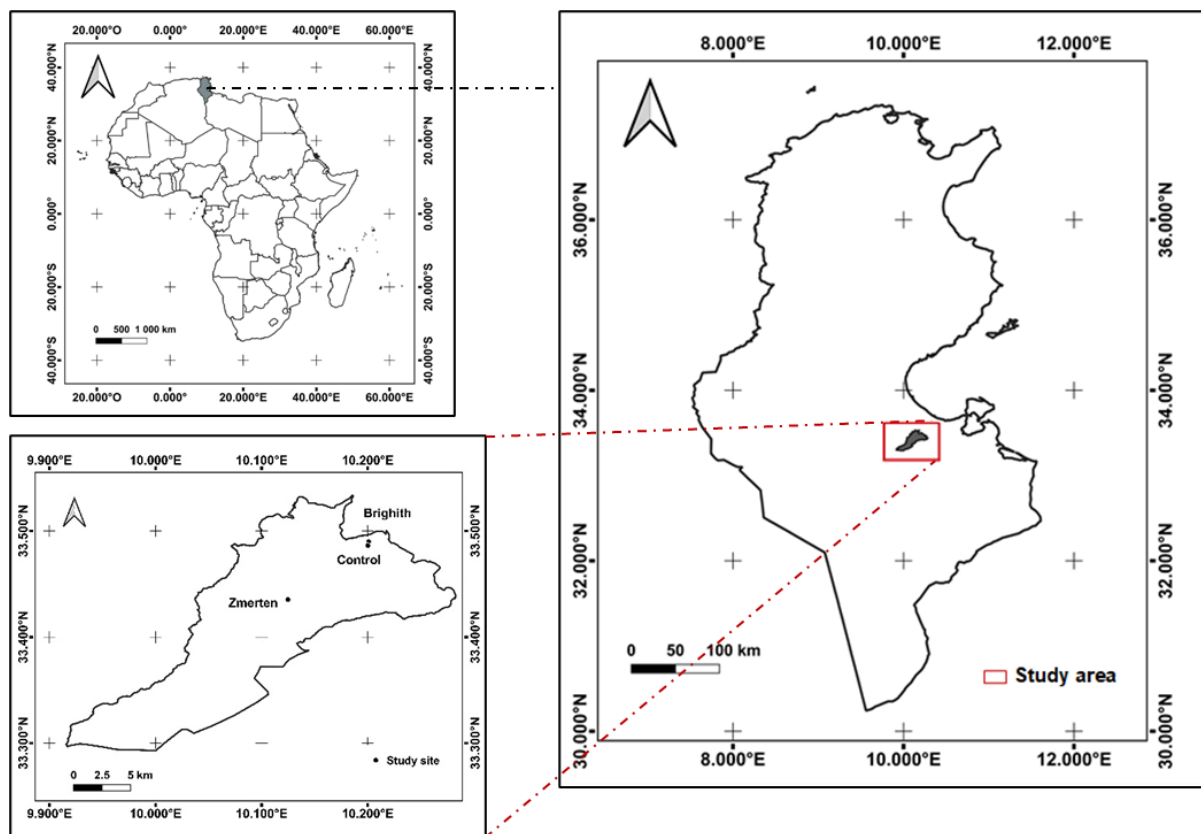 20.000°O 0.000° 20.000°E 40.000°E 60.000°E
40.000°N 40.000°N
20.000°N 20.000°N
0.000° 0.000°
20.000°S 20.000°S
0 500 1 000 km
40.000°S 40.000°S
20.000°O 0.000° 20.000°E 40.000°E 60.000°E
8.000°E 10.000°E 12.000°E
36.000°N 36.000°N
34.000°N 34.000°N
32.000°N 32.000°N
0 50 100 km
Study area
30.000°N 30.000°N
8.000°E 10.000°E 12.000°E
9.900°E 10.000°E 10.100°E 10.200°E
Brighith
33.500°N 33.500°N
Control
Zmerten
33.400°N 33.400°N
33.300°N 33.300°N
Study site
0 2.5 5 km
9.900°E 10.000°E 10.100°E 10.200°E